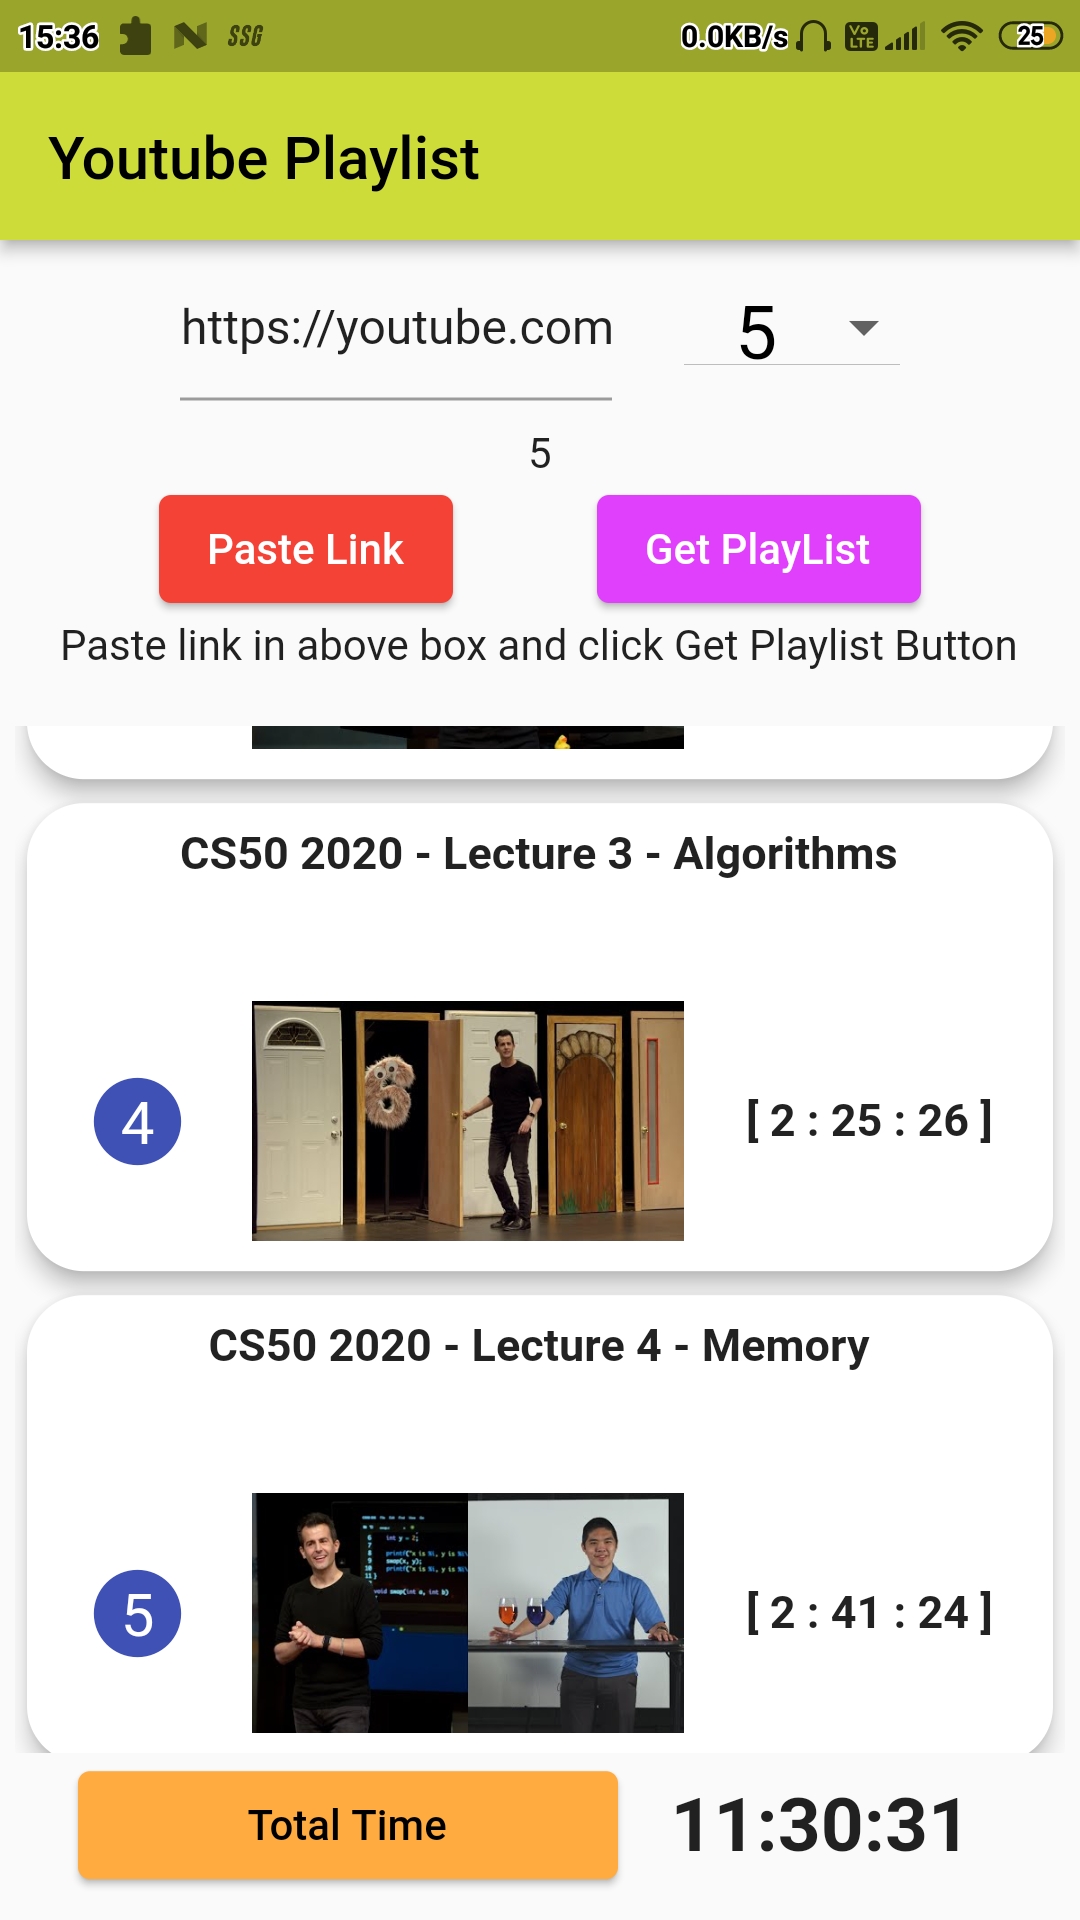 15:36 SSG 0.0KB/s Vo LTE 25
Youtube Playlist
https://youtube.com 5
5
Paste Link Get PlayList
Paste link in above box and click Get Playlist Button
CS50 2020 - Lecture 3 - Algorithms
4 [ 2 : 25 : 26 ]
CS50 2020 - Lecture 4 - Memory
5 [ 2 : 41 : 24 ]
Total Time 11:30:31